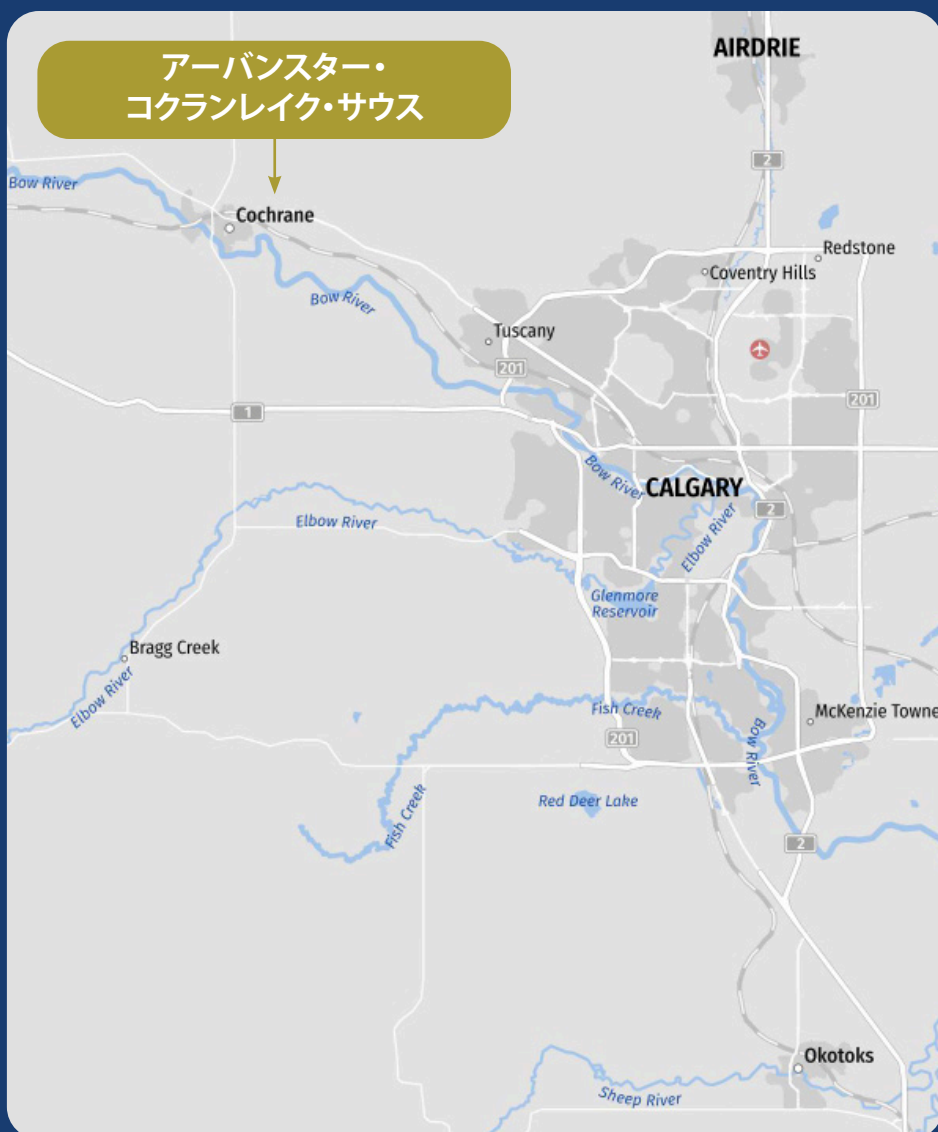 アーバンスター・
コクランレイク・サウス
AIRDRIE
2
Bow River
Cochrane
Redstone
Coventry Hills
Bow River
Tuscany
201
201
1
Bow River
CALGARY
2
Elbow River
Elbow River
Glenmore
Reservoir
Bragg Creek
Elbow River
Fish Creek
McKenzie Towne
201
Bow River
Red Deer Lake
Fish Creek
2
Okotoks
Sheep River